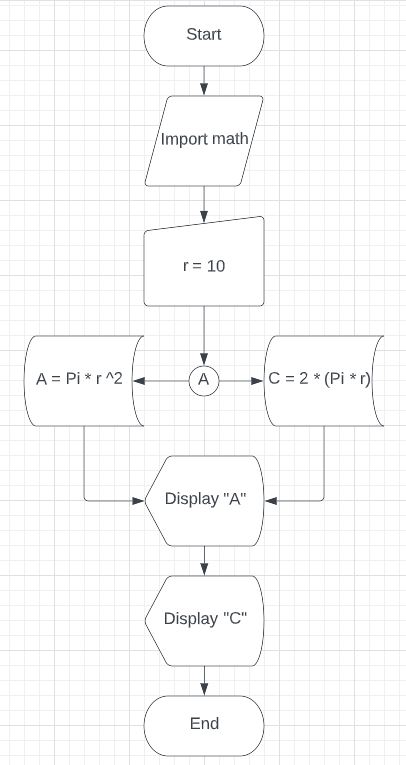 Start
Import math
r = 10
A = Pi * r ^2
A
C = 2 * (Pi * r)
Display "A"
Display "C"
End